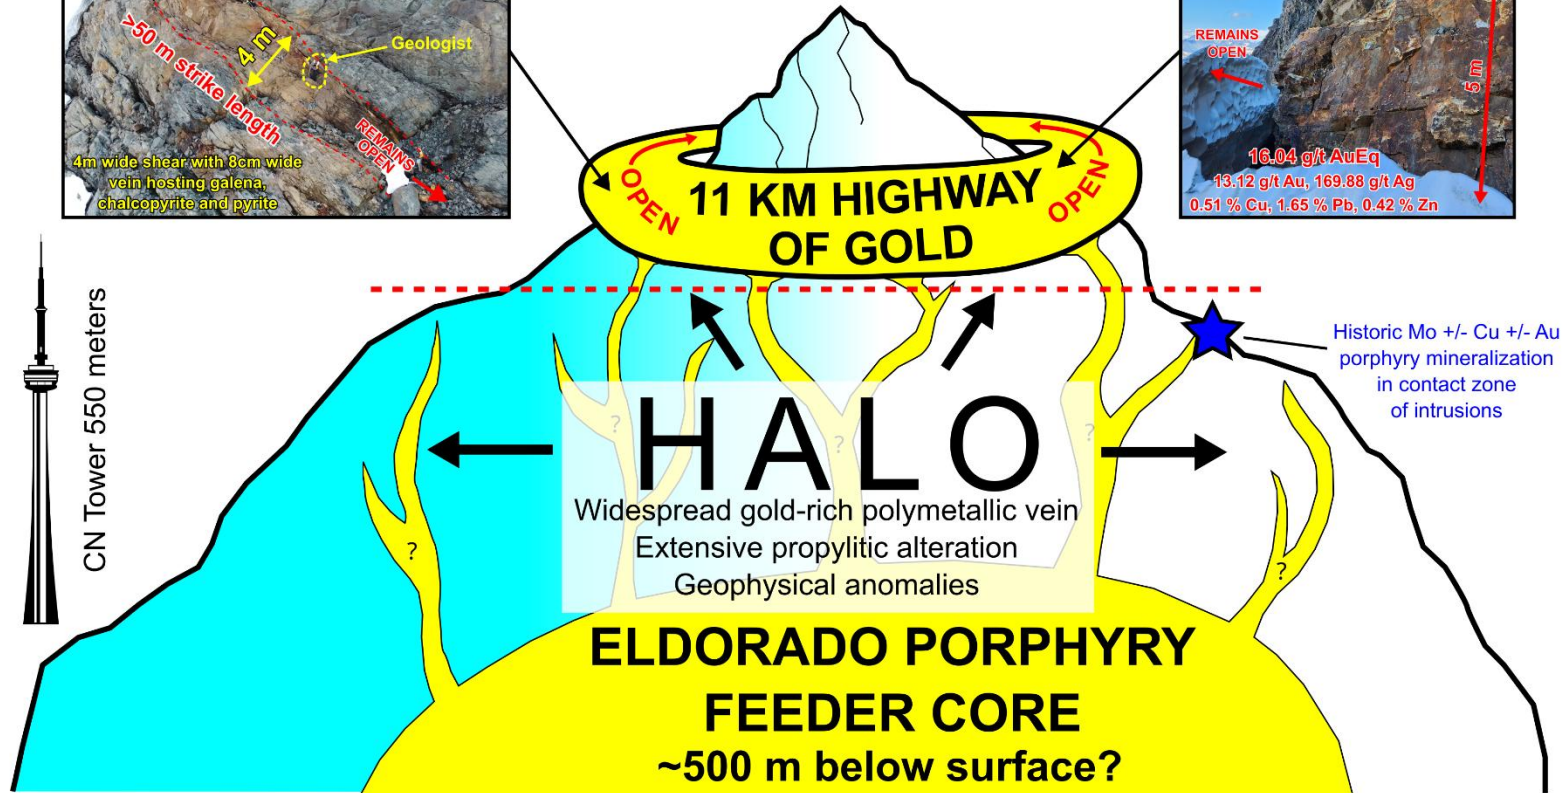 >50 m strike length
4 m
Geologist
REMAINS
OPEN
4m wide shear with 8cm wide
vein hosting galena,
chalcopyrite and pyrite
REMAINS
OPEN
5 m
16.04 g/t AuEq
13.12 g/t Au, 169.88 g/t Ag
0.51 % Cu, 1.65 % Pb, 0.42 % Zn
OPEN
11 KM HIGHWAY
OF GOLD
OPEN
CN Tower 550 meters
Historic Mo +/- Cu +/- Au
porphyry mineralization
in contact zone
of intrusions
?
?
?
HALO
Widespread gold-rich polymetallic vein
Extensive propylitic alteration
Geophysical anomalies
?
?
ELDORADO PORPHYRY
FEEDER CORE
~500 m below surface?